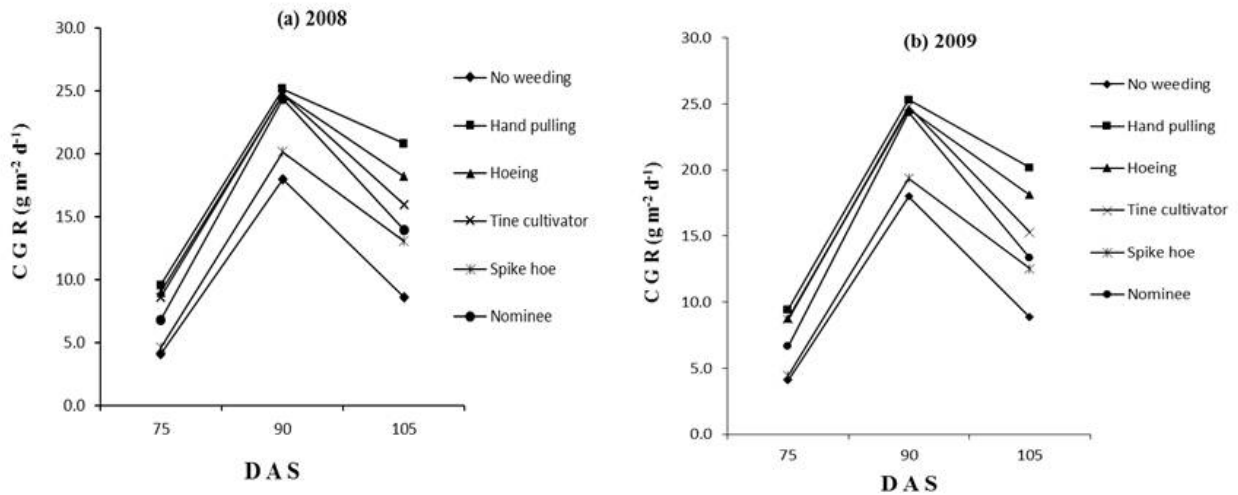 (a) 2008
30.0
25.0
20.0
15.0
10.0
5.0
0.0
C G R (g m⁻² d⁻¹)
75 90 105
D A S
No weeding
Hand pulling
Hoeing
Tine cultivator
Spike hoe
Nominee
(b) 2009
30.0
25.0
20.0
15.0
10.0
5.0
0.0
C G R (g m⁻² d⁻¹)
75 90 105
D A S
No weeding
Hand pulling
Hoeing
Tine cultivator
Spike hoe
Nominee